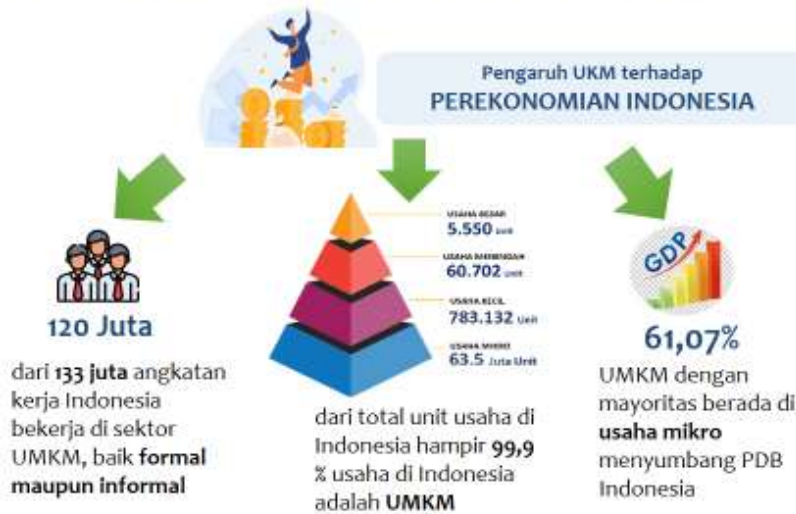 Pengaruh UKM terhadap
PEREKONOMIAN INDONESIA
120 Juta
dari 133 juta angkatan
kerja Indonesia
bekerja di sektor
UMKM, baik formal
maupun informal
USAHA BESAR
5.550 Unit
USAHA MENENGAH
60.702 Unit
USAHA KECIL
783.132 Unit
USAHA MIKRO
63.5 Juta Unit
dari total unit usaha di
Indonesia hampir 99,9
% usaha di Indonesia
adalah UMKM
GDP
61,07%
UMKM dengan
mayoritas berada di
usaha mikro
menyumbang PDB
Indonesia